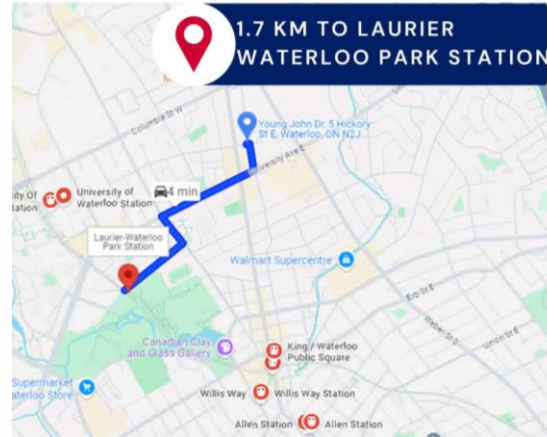 1.7 KM TO LAURIER
WATERLOO PARK STATION
Columbia St W
Young John Dr, 5 Hickory
St E, Waterloo, ON N2J
University Ave E
4 min
University of
Waterloo Station
Laurier-Waterloo
Park Station
Walmart Supercentre
Erb St E
Weber St S
Union St E
Canadian Clay
and Glass Gallery
King / Waterloo
Public Square
Supermarket
aterloo Store
Willis Way
Willis Way Station
Allen Station
Allen Station